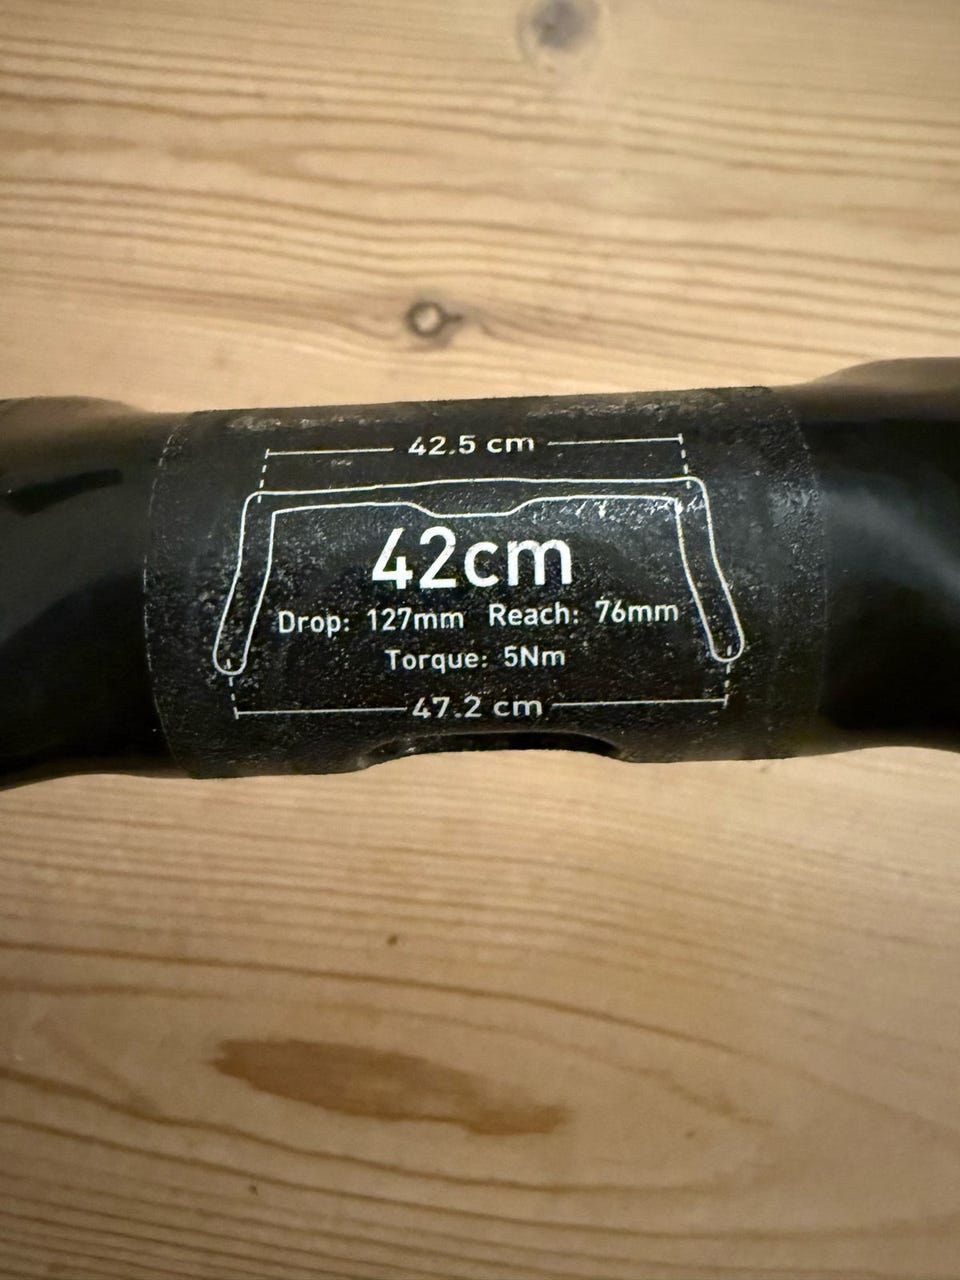 42.5 cm
42cm
Drop: 127mm Reach: 76mm
Torque: 5Nm
47.2 cm